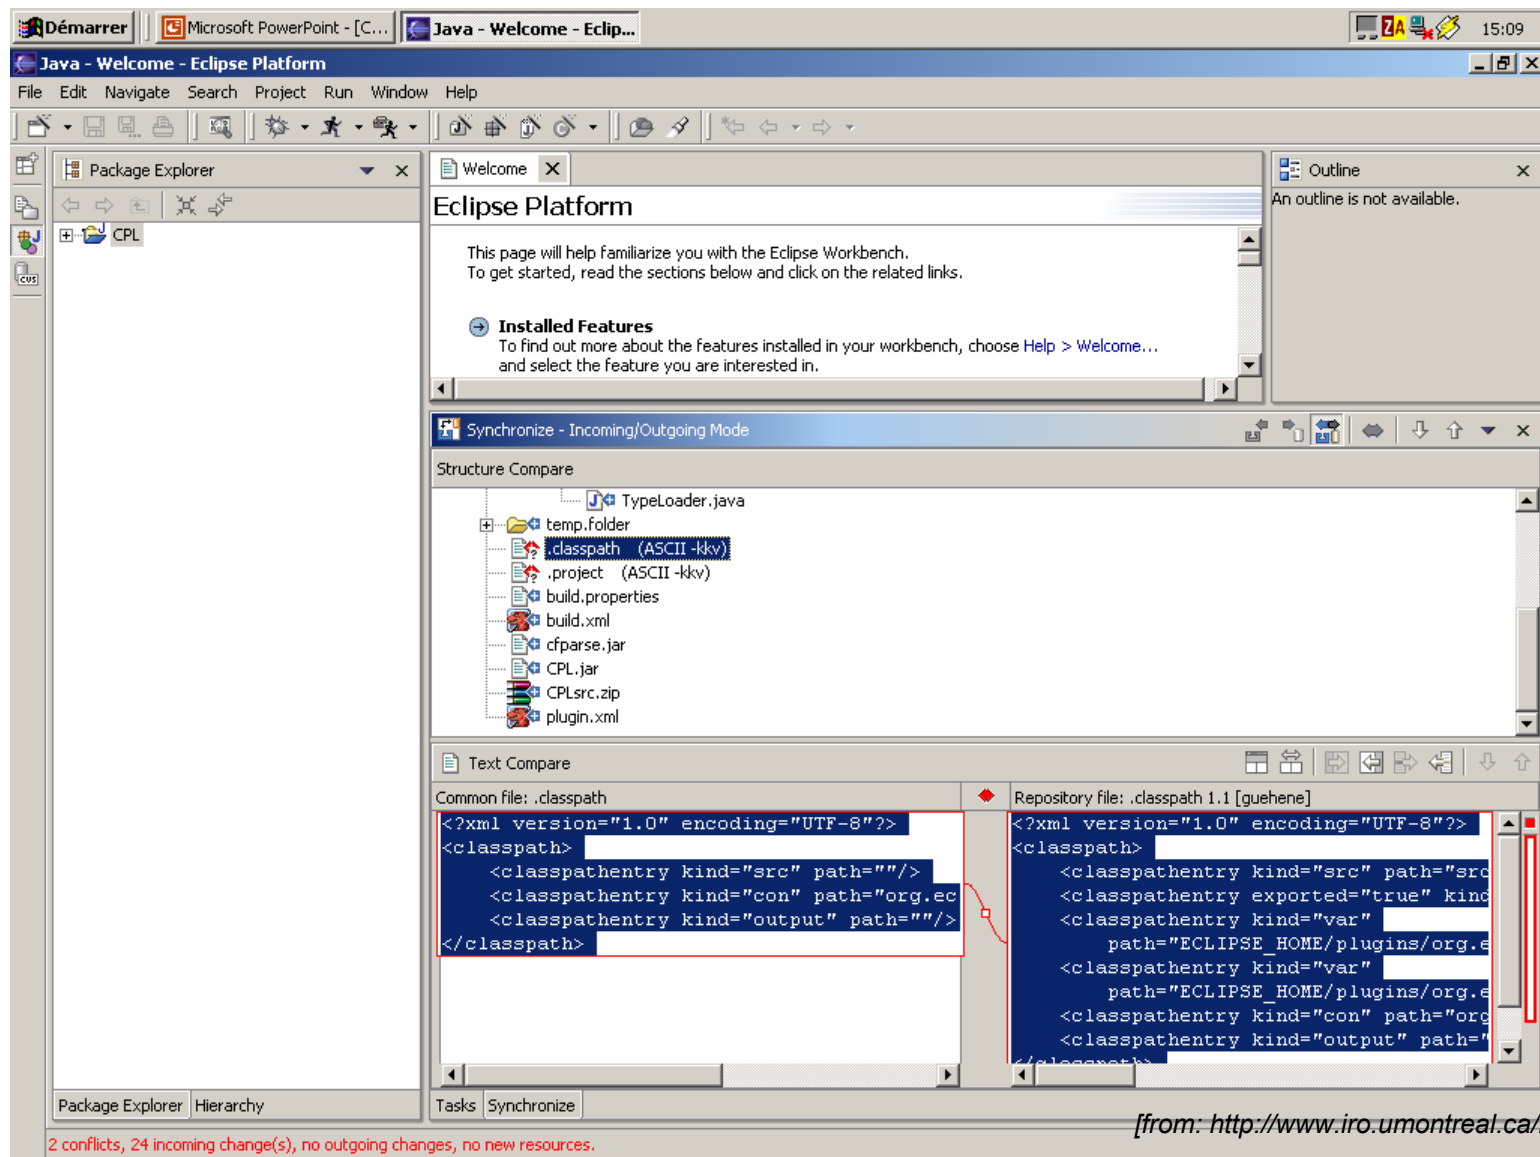 Démarrer Microsoft PowerPoint - [C... Java - Welcome - Eclip... 15:09
Java - Welcome - Eclipse Platform
File Edit Navigate Search Project Run Window Help
Package Explorer
CPL
Welcome
Eclipse Platform
This page will help familiarize you with the Eclipse Workbench.
To get started, read the sections below and click on the related links.
Installed Features
To find out more about the features installed in your workbench, choose Help > Welcome...
and select the feature you are interested in.
Outline
An outline is not available.
Synchronize - Incoming/Outgoing Mode
Structure Compare
TypeLoader.java
temp.folder
.classpath (ASCII -kkv)
.project (ASCII -kkv)
build.properties
build.xml
cfparse.jar
CPL.jar
CPLsrc.zip
plugin.xml
Text Compare
Common file: .classpath
<?xml version="1.0" encoding="UTF-8"?>
<classpath>
<classpathentry kind="src" path=""/>
<classpathentry kind="con" path="org.ec
<classpathentry kind="output" path=""/>
</classpath>
Repository file: .classpath 1.1 [guehene]
<?xml version="1.0" encoding="UTF-8"?>
<classpath>
<classpathentry kind="src" path="src
<classpathentry exported="true" kind
<classpathentry kind="var"
path="ECLIPSE_HOME/plugins/org.e
<classpathentry kind="var"
path="ECLIPSE_HOME/plugins/org.e
<classpathentry kind="con" path="org
<classpathentry kind="output" path="
</classpath>
Package Explorer Hierarchy
Tasks Synchronize
[from: http://www.iro.umontreal.ca/
2 conflicts, 24 incoming change(s), no outgoing changes, no new resources.